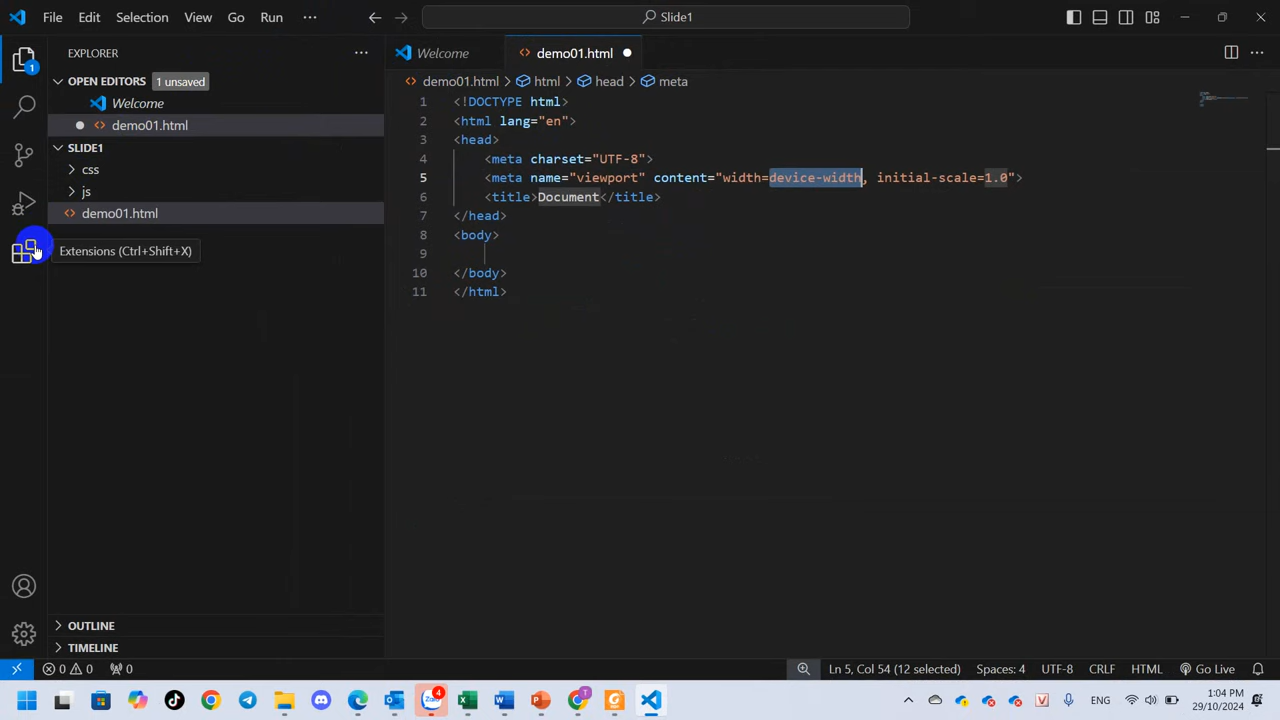 File Edit Selection View Go Run ··· Slide1
EXPLORER ···
OPEN EDITORS 1 unsaved
Welcome
demo01.html
SLIDE1
css
js
demo01.html
Extensions (Ctrl+Shift+X)
OUTLINE
TIMELINE
1
Welcome demo01.html
demo01.html > html > head > meta
1 <!DOCTYPE html>
2 <html lang="en">
3 <head>
4 <meta charset="UTF-8">
5 <meta name="viewport" content="width=device-width, initial-scale=1.0">
6 <title>Document</title>
7 </head>
8 <body>
9
10 </body>
11 </html>
0 0 0 Ln 5, Col 54 (12 selected) Spaces: 4 UTF-8 CRLF HTML Go Live
Zalo 4 T ENG 1:04 PM
29/10/2024